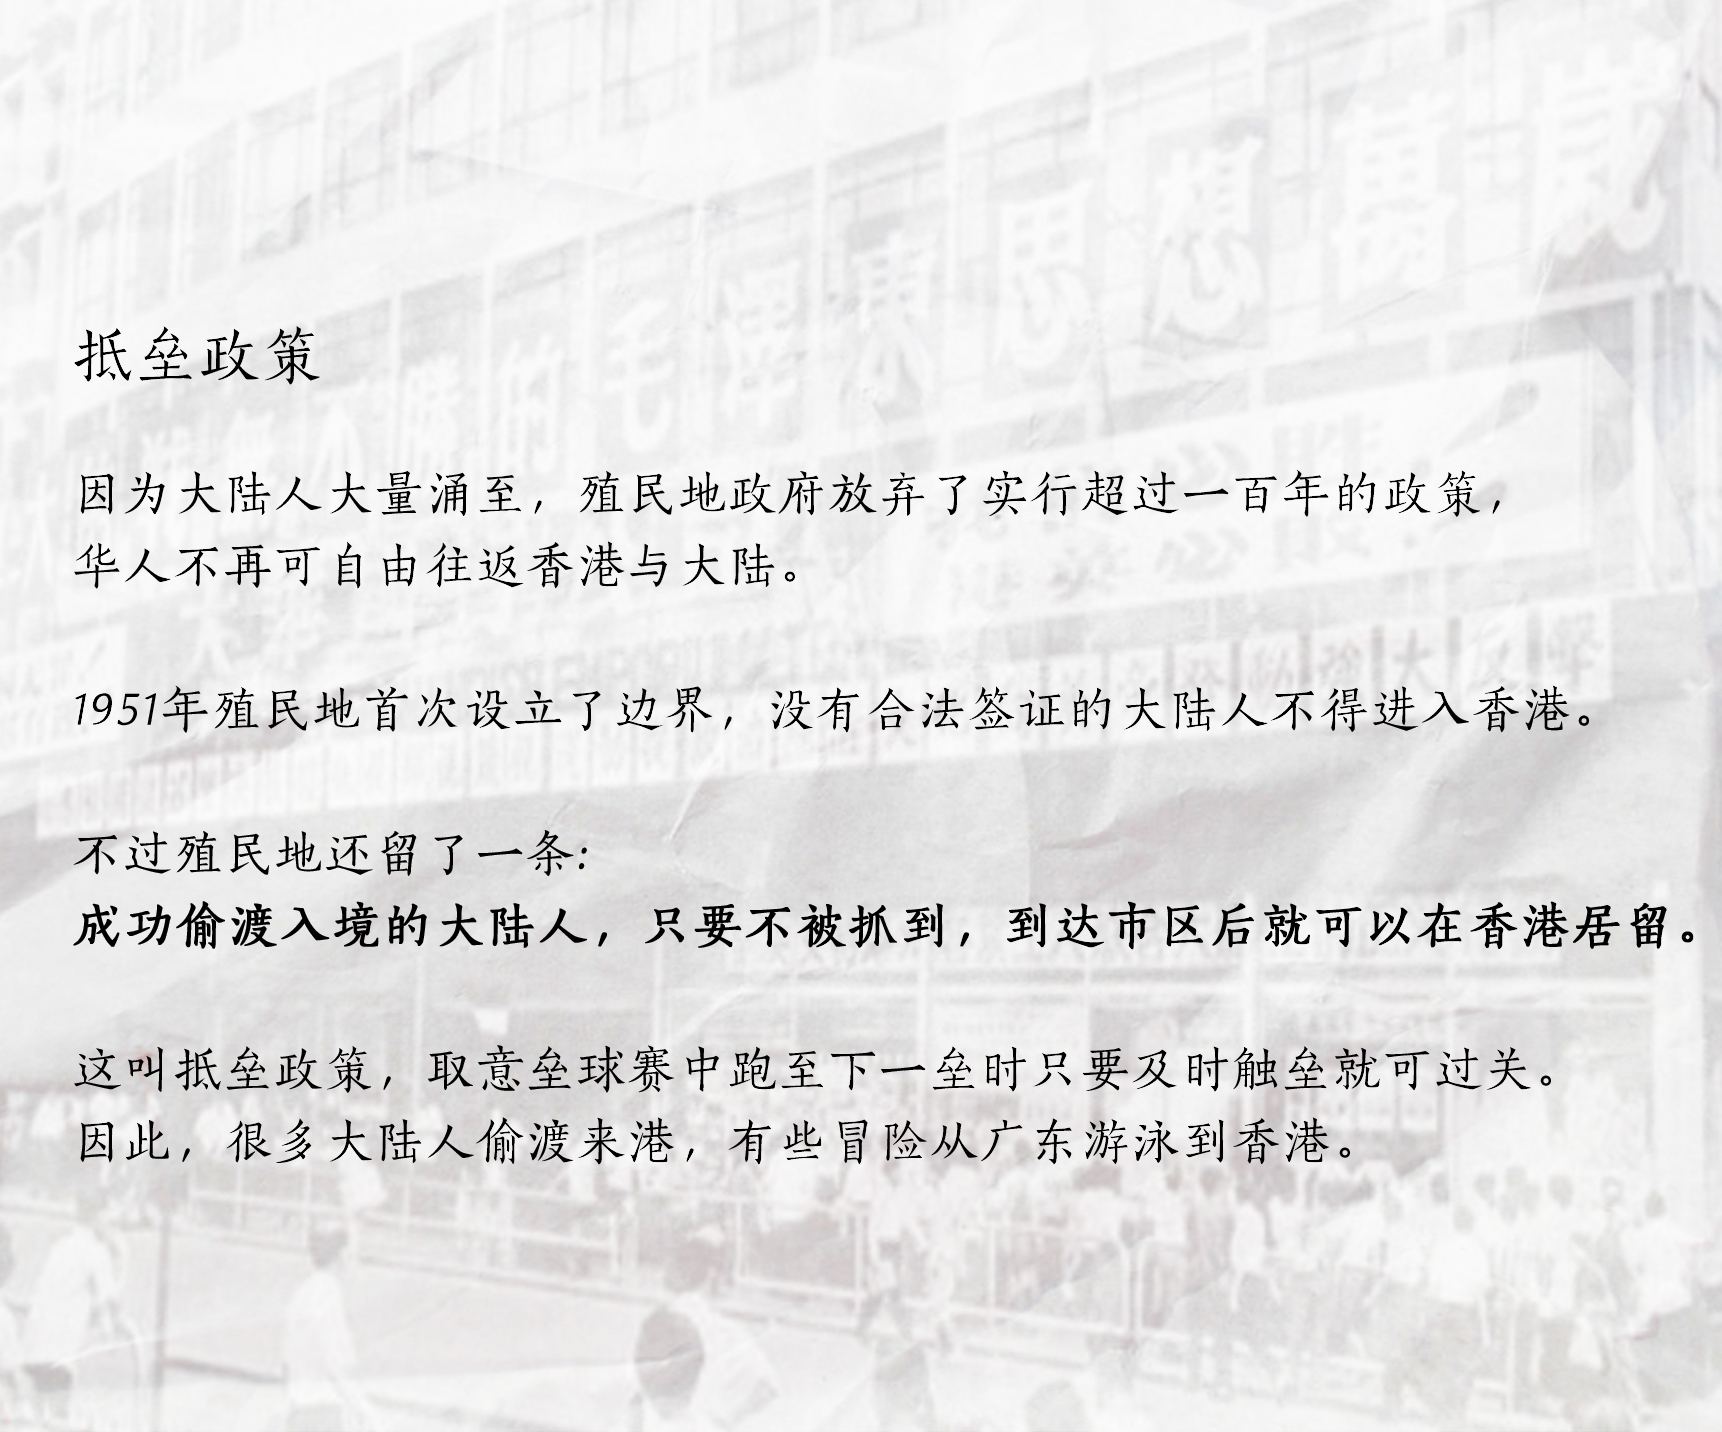 抵垒政策
因为大陆人大量涌至，殖民地政府放弃了实行超过一百年的政策，
华人不再可自由往返香港与大陆。
1951年殖民地首次设立了边界，没有合法签证的大陆人不得进入香港。
不过殖民地还留了一条:
成功偷渡入境的大陆人，只要不被抓到，到达市区后就可以在香港居留。
这叫抵垒政策，取意垒球赛中跑至下一垒时只要及时触垒就可过关。
因此，很多大陆人偷渡来港，有些冒险从广东游泳到香港。
的毛澤東思想萬歲